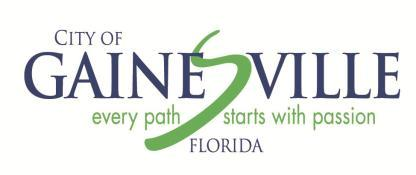 CITY OF
GAINESVILLE
every path starts with passion
FLORIDA